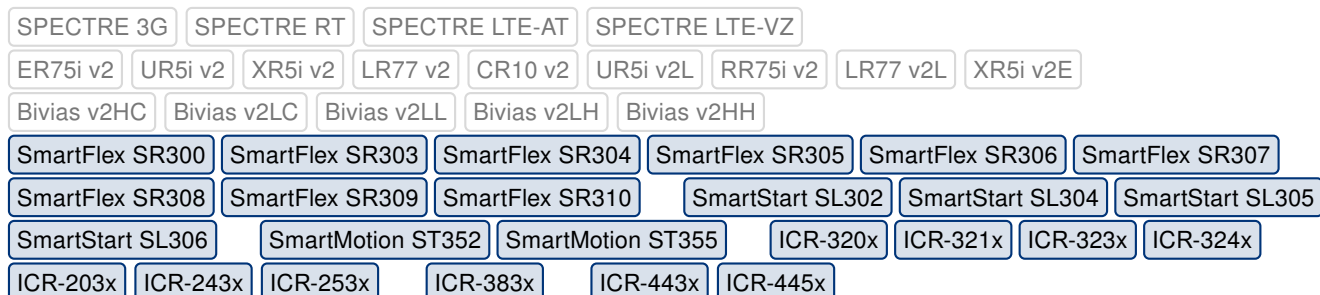 SPECTRE 3G SPECTRE RT SPECTRE LTE-AT SPECTRE LTE-VZ
ER75i v2 UR5i v2 XR5i v2 LR77 v2 CR10 v2 UR5i v2L RR75i v2 LR77 v2L XR5i v2E
Bivias v2HC Bivias v2LC Bivias v2LL Bivias v2LH Bivias v2HH
SmartFlex SR300 SmartFlex SR303 SmartFlex SR304 SmartFlex SR305 SmartFlex SR306 SmartFlex SR307
SmartFlex SR308 SmartFlex SR309 SmartFlex SR310 SmartStart SL302 SmartStart SL304 SmartStart SL305
SmartStart SL306 SmartMotion ST352 SmartMotion ST355 ICR-320x ICR-321x ICR-323x ICR-324x
ICR-203x ICR-243x ICR-253x ICR-383x ICR-443x ICR-445x